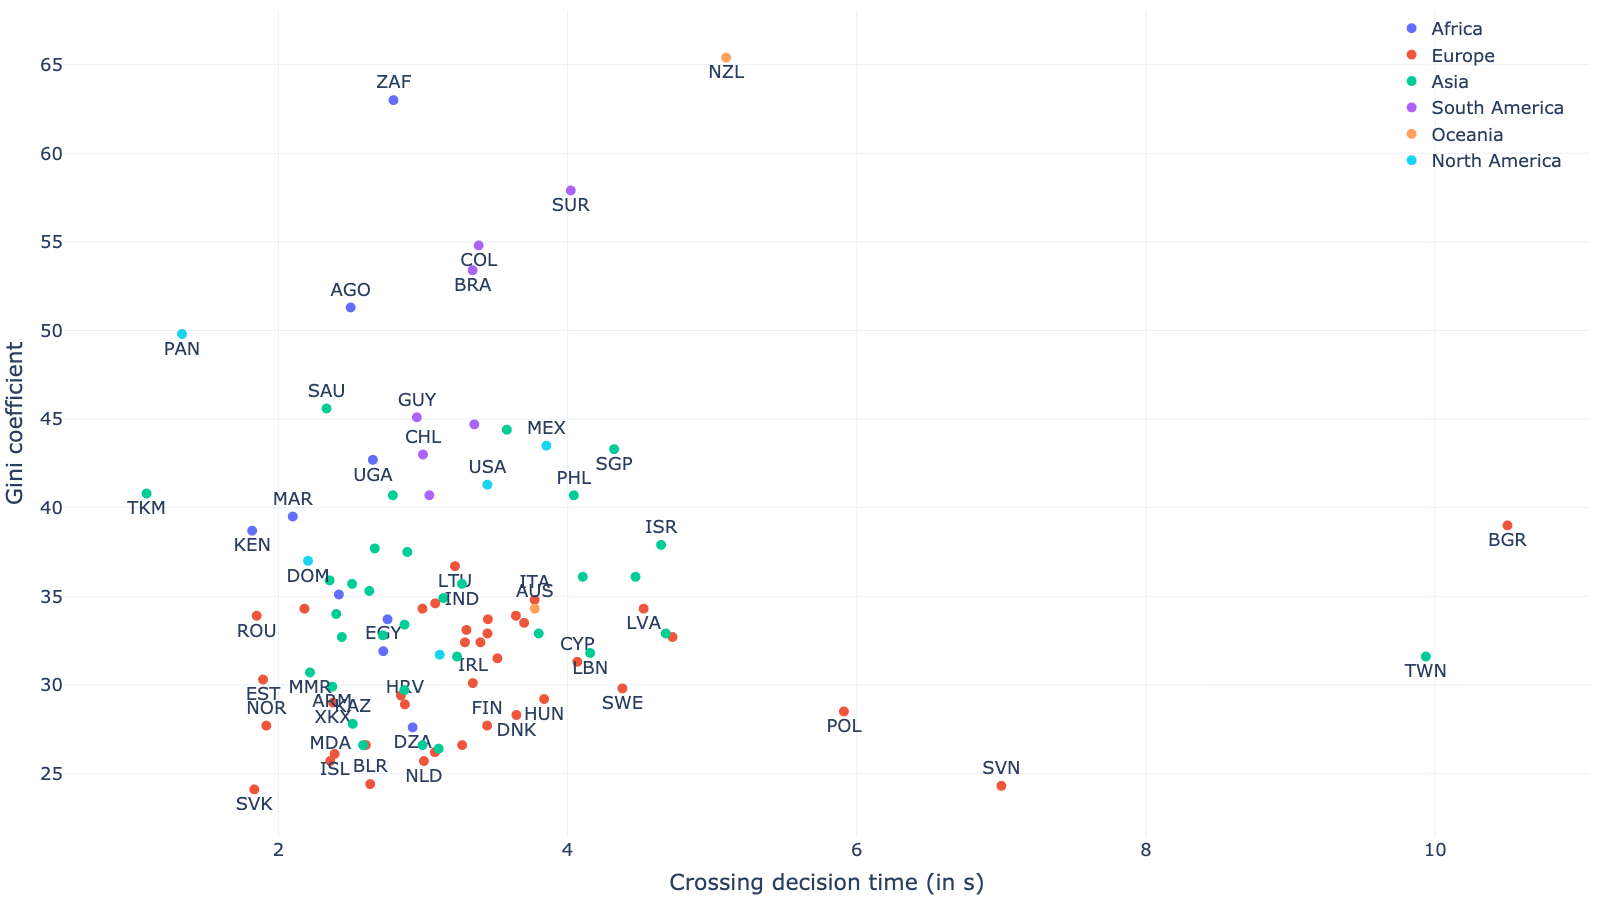 Africa
Europe
Asia
South America
Oceania
North America
Gini coefficient
65
60
55
50
45
40
35
30
25
NZL
ZAF
SUR
COL
BRA
AGO
PAN
SAU
GUY
MEX
CHL
SGP
USA
UGA
PHL
TKM
MAR
ISR
KEN
BGR
DOM
LTU
ITA
AUS
IND
LVA
ROU
EGY
CYP
IRL
LBN
TWN
EST
MMR
HRV
ARM
KAZ
NOR
FIN
SWE
XKX
HUN
DNK
POL
MDA
DZA
ISL
BLR
NLD
SVN
SVK
2
4
6
8
10
Crossing decision time (in s)